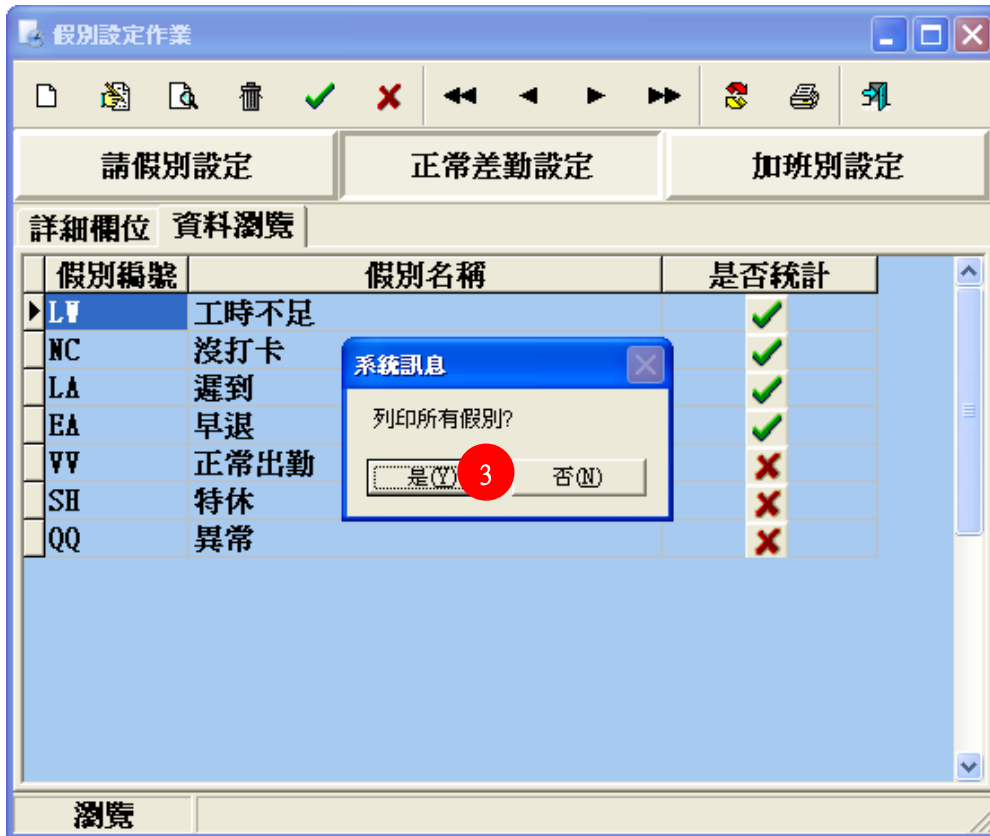 假別設定作業
請假別設定 正常差勤設定 加班別設定
詳細欄位 資料瀏覽
假別編號 假別名稱 是否統計
LW 工時不足
NC 沒打卡
LA 遲到
EA 早退
VV 正常出勤
SH 特休
QQ 異常
系統訊息
列印所有假別?
是(Y) 3 否(N)
瀏覽